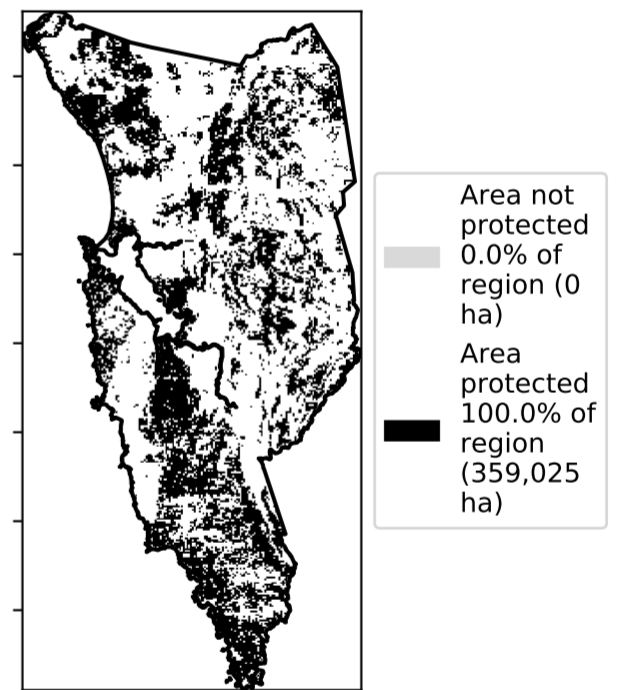 Area not
protected
0.0% of
region (0
ha)
Area
protected
100.0% of
region
(359,025
ha)